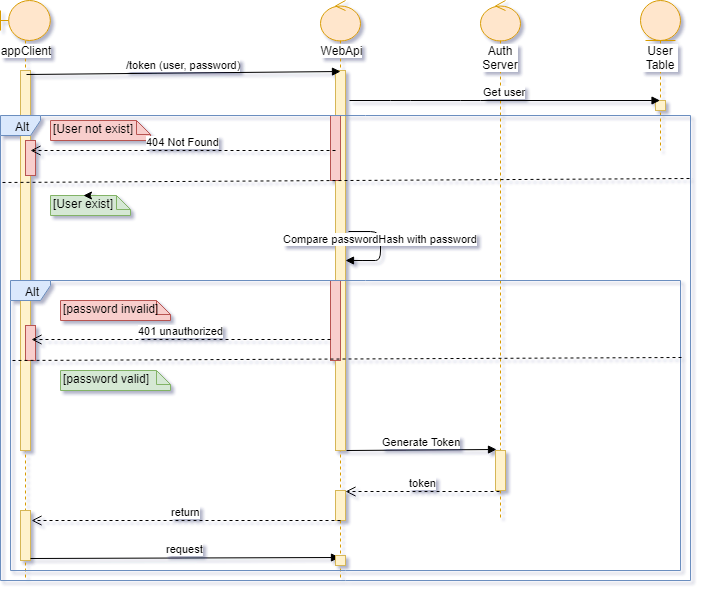 appClient
WebApi
Auth
Server
User
Table
/token (user, password)
Get user
Alt
[User not exist]
404 Not Found
[User exist]
Compare passwordHash with password
Alt
[password invalid]
401 unauthorized
[password valid]
Generate Token
token
return
request